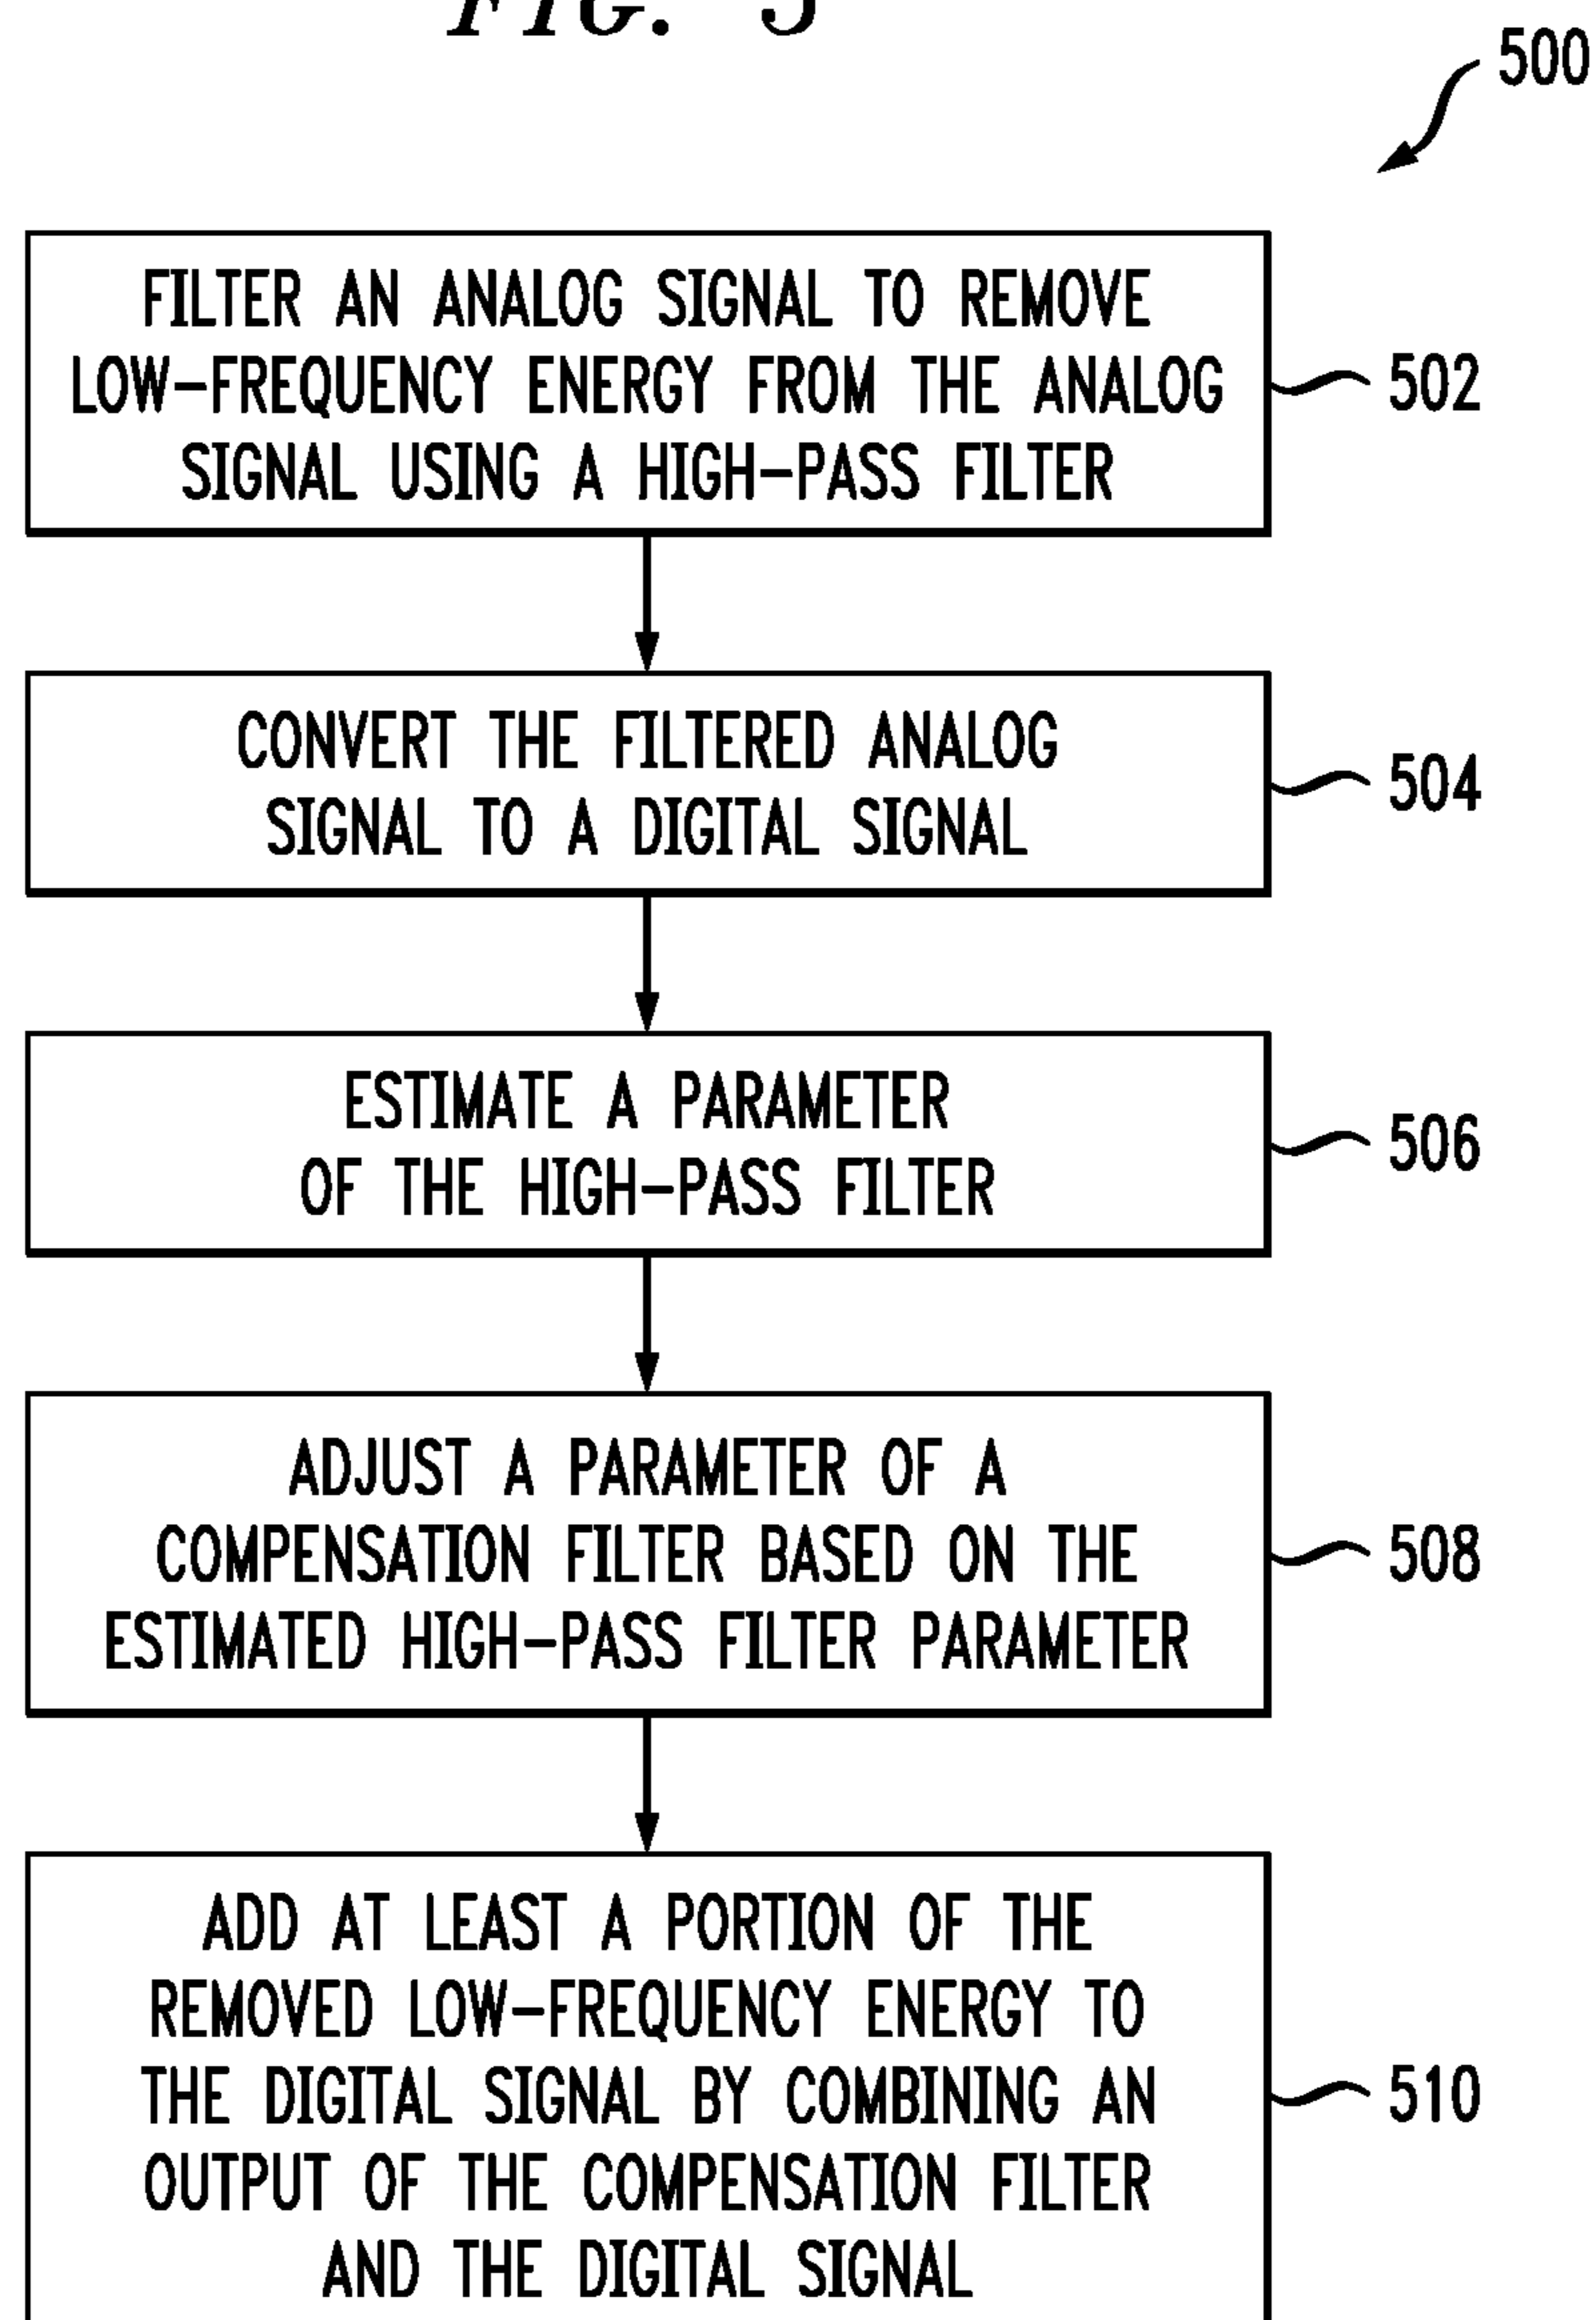 FIG. 5
500
FILTER AN ANALOG SIGNAL TO REMOVE
LOW-FREQUENCY ENERGY FROM THE ANALOG
SIGNAL USING A HIGH-PASS FILTER
502
CONVERT THE FILTERED ANALOG
SIGNAL TO A DIGITAL SIGNAL
504
ESTIMATE A PARAMETER
OF THE HIGH-PASS FILTER
506
ADJUST A PARAMETER OF A
COMPENSATION FILTER BASED ON THE
ESTIMATED HIGH-PASS FILTER PARAMETER
508
ADD AT LEAST A PORTION OF THE
REMOVED LOW-FREQUENCY ENERGY TO
THE DIGITAL SIGNAL BY COMBINING AN
OUTPUT OF THE COMPENSATION FILTER
AND THE DIGITAL SIGNAL
510